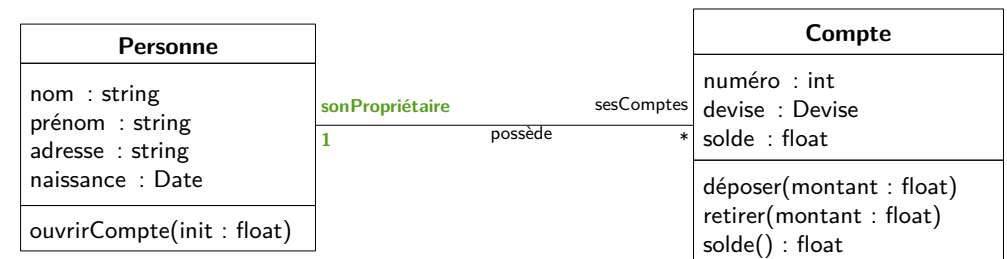 Personne
nom : string
prénom : string
adresse : string
naissance : Date
ouvrirCompte(init : float)
sonPropriétaire
1
possède
sesComptes
*
Compte
numéro : int
devise : Devise
solde : float
déposer(montant : float)
retirer(montant : float)
solde() : float